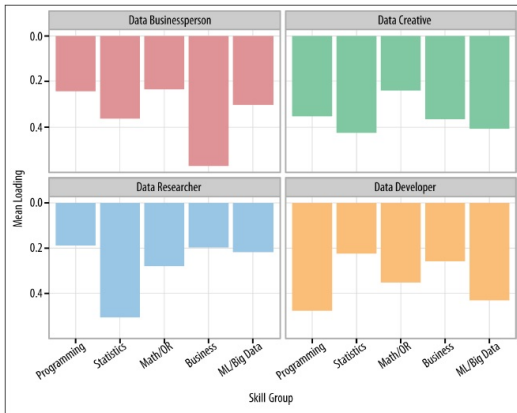 Data Businessperson
Data Creative
0.0
0.2
0.4
Mean Loading
Data Researcher
Data Developer
0.0
0.2
0.4
Programming
Statistics
Math/OR
Business
ML/Big Data
Programming
Statistics
Math/OR
Business
ML/Big Data
Skill Group